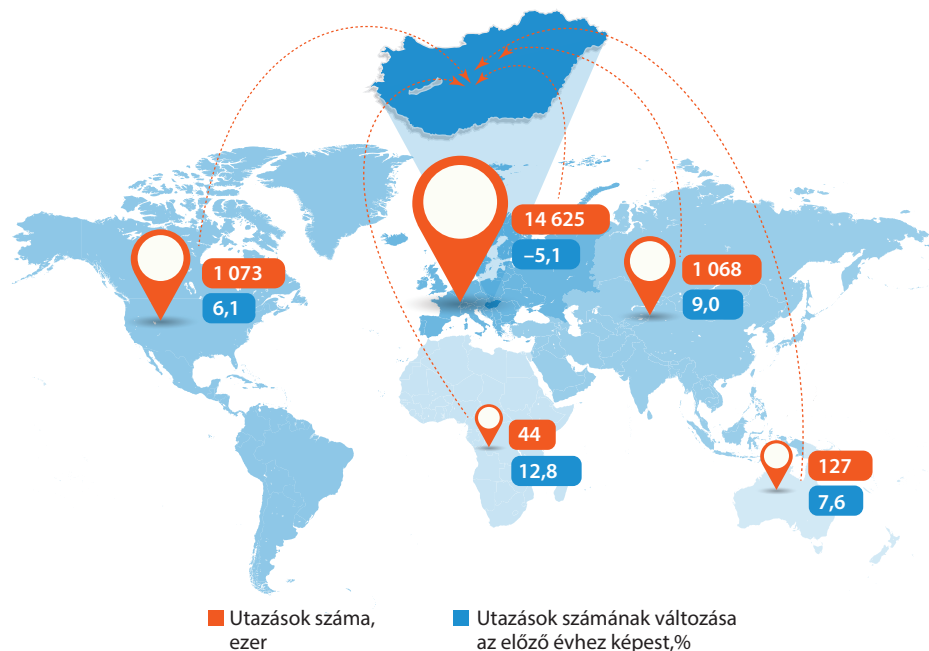 14 625
–5,1
1 073
6,1
1 068
9,0
44
12,8
127
7,6
Utazások száma,
ezer
Utazások számának változása
az előző évhez képest,%